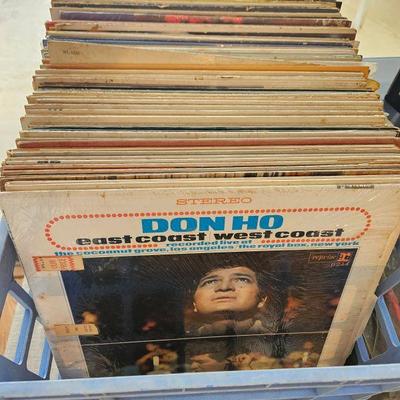 STEREO
DON HO
east coast west coast
recorded live at
the cocoanut grove, los angeles/the royal box, new york
reprise